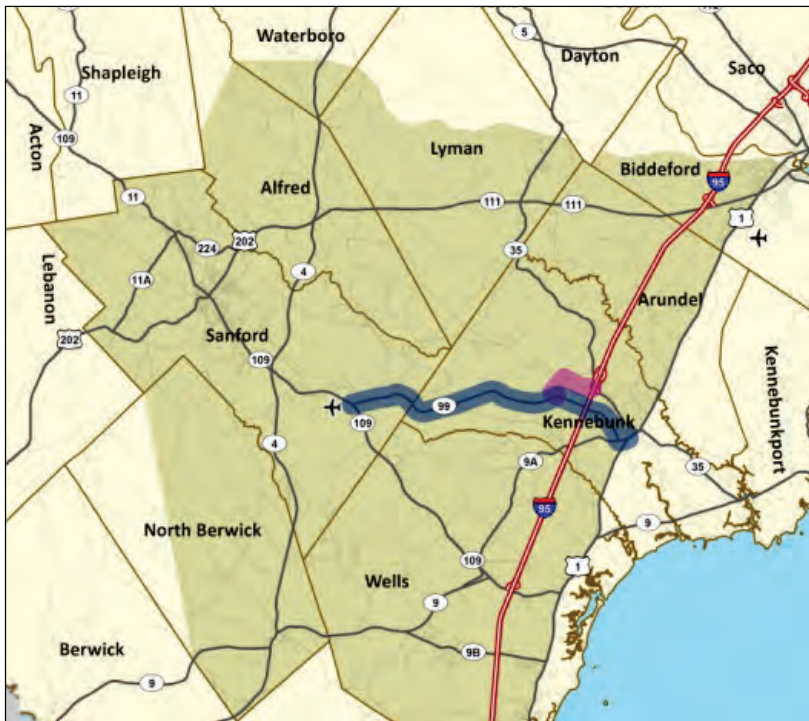 Waterboro
5
Dayton
Shapleigh
Saco
11
109
Acton
Lyman
Biddeford
95
11
Alfred
111
111
1
224
202
35
4
11A
Arundel
Lebanon
202
Sanford
109
Kennebunkport
99
109
Kennebunk
4
9A
35
95
9
North Berwick
109
1
Wells
9
Berwick
9B
9